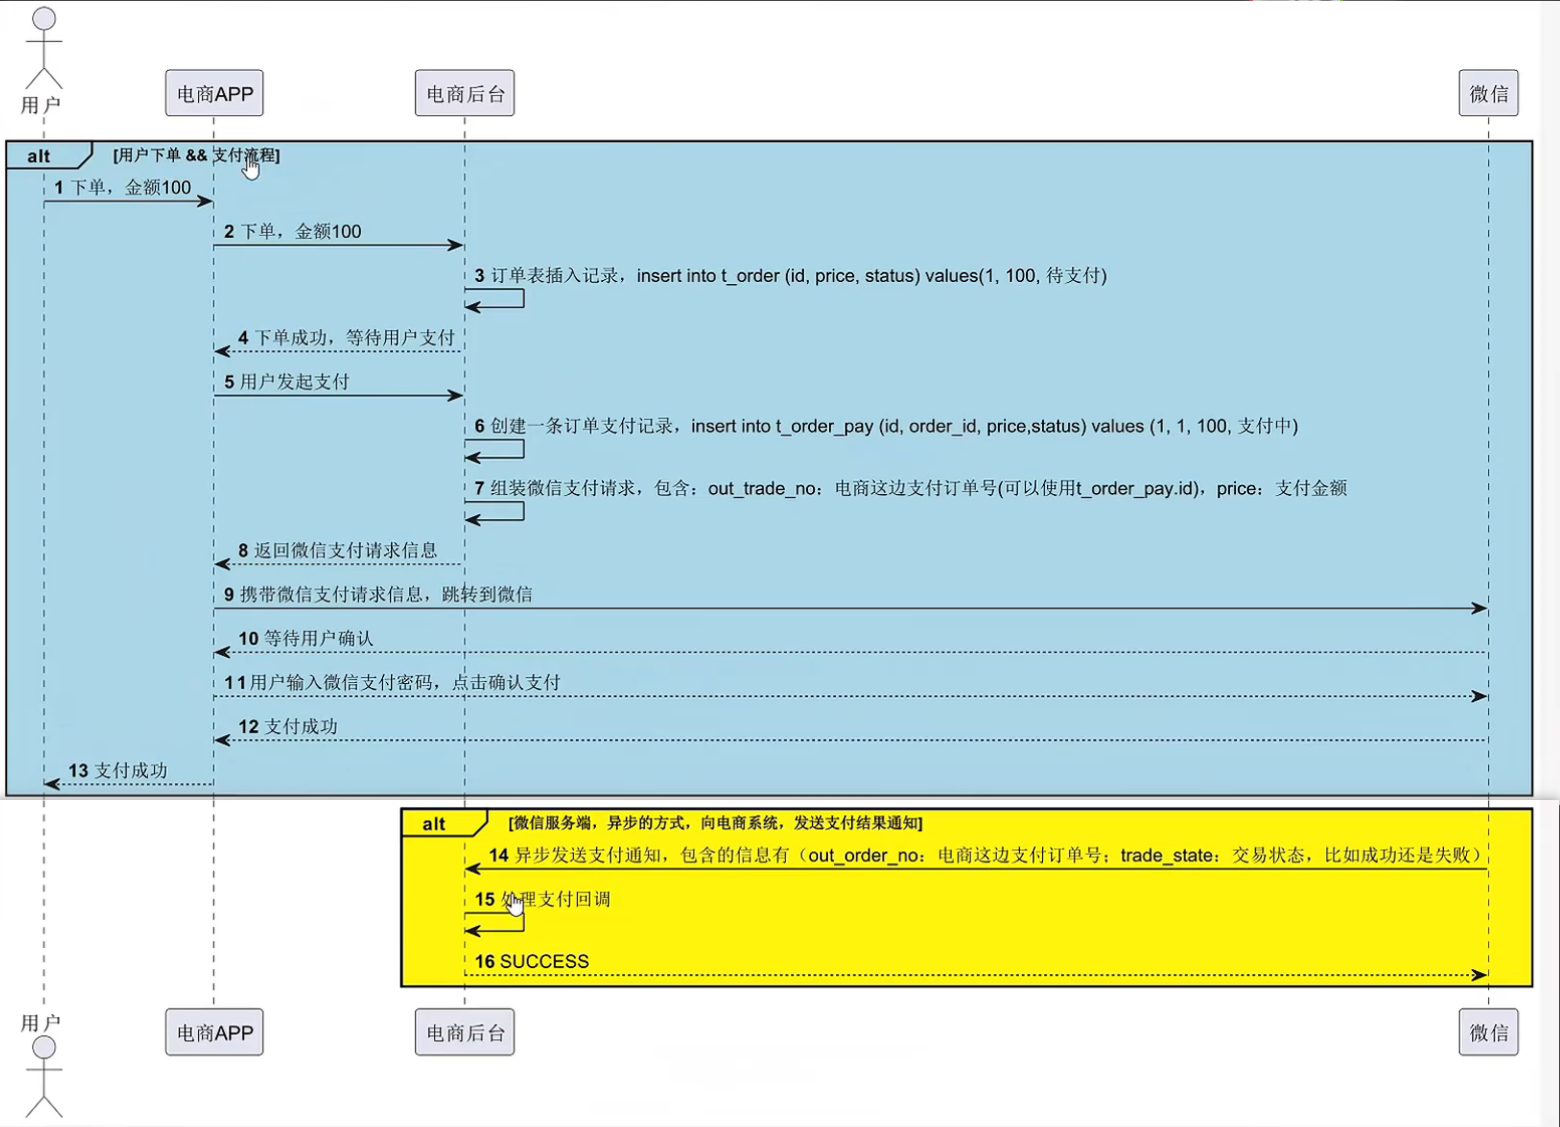 用户
电商APP
电商后台
微信
alt [用户下单 && 支付流程]
1 下单，金额100
2 下单，金额100
3 订单表插入记录，insert into t_order (id, price, status) values(1, 100, 待支付)
4 下单成功，等待用户支付
5 用户发起支付
6 创建一条订单支付记录，insert into t_order_pay (id, order_id, price,status) values (1, 1, 100, 支付中)
7 组装微信支付请求，包含：out_trade_no：电商这边支付订单号(可以使用t_order_pay.id)，price：支付金额
8 返回微信支付请求信息
9 携带微信支付请求信息，跳转到微信
10 等待用户确认
11用户输入微信支付密码，点击确认支付
12 支付成功
13 支付成功
alt [微信服务端，异步的方式，向电商系统，发送支付结果通知]
14 异步发送支付通知，包含的信息有（out_order_no：电商这边支付订单号；trade_state：交易状态，比如成功还是失败）
15 处理支付回调
16 SUCCESS
用户
电商APP
电商后台
微信